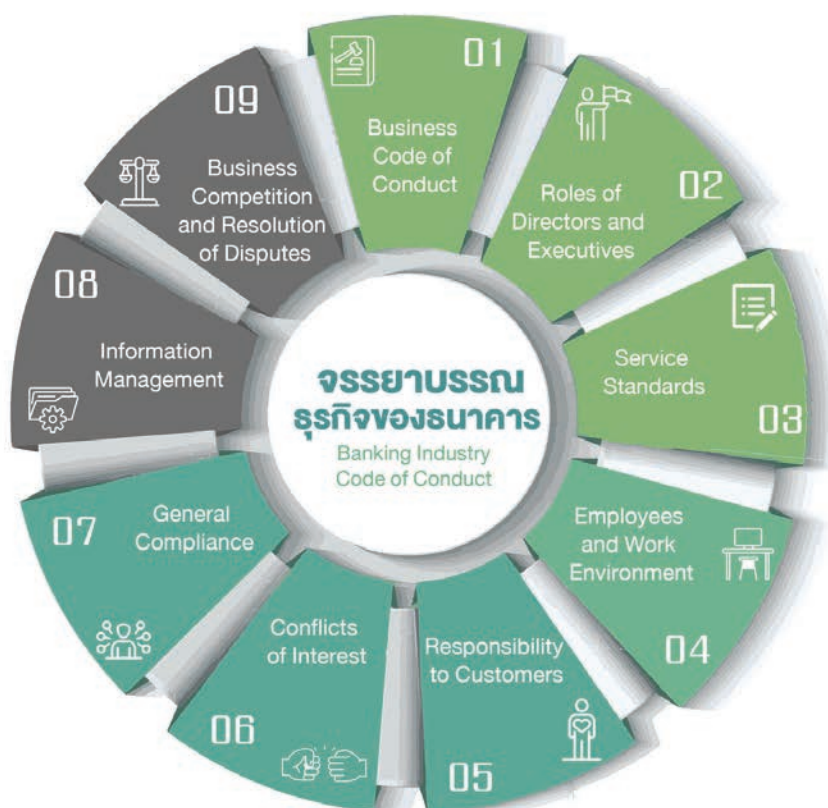 จรรยาบรรณ
ธุรกิจของธนาคาร
Banking Industry
Code of Conduct
01
Business
Code of
Conduct
02
Roles of
Directors and
Executives
03
Service
Standards
04
Employees
and Work
Environment
05
Responsibility
to Customers
06
Conflicts
of Interest
07
General
Compliance
08
Information
Management
09
Business
Competition
and Resolution
of Disputes